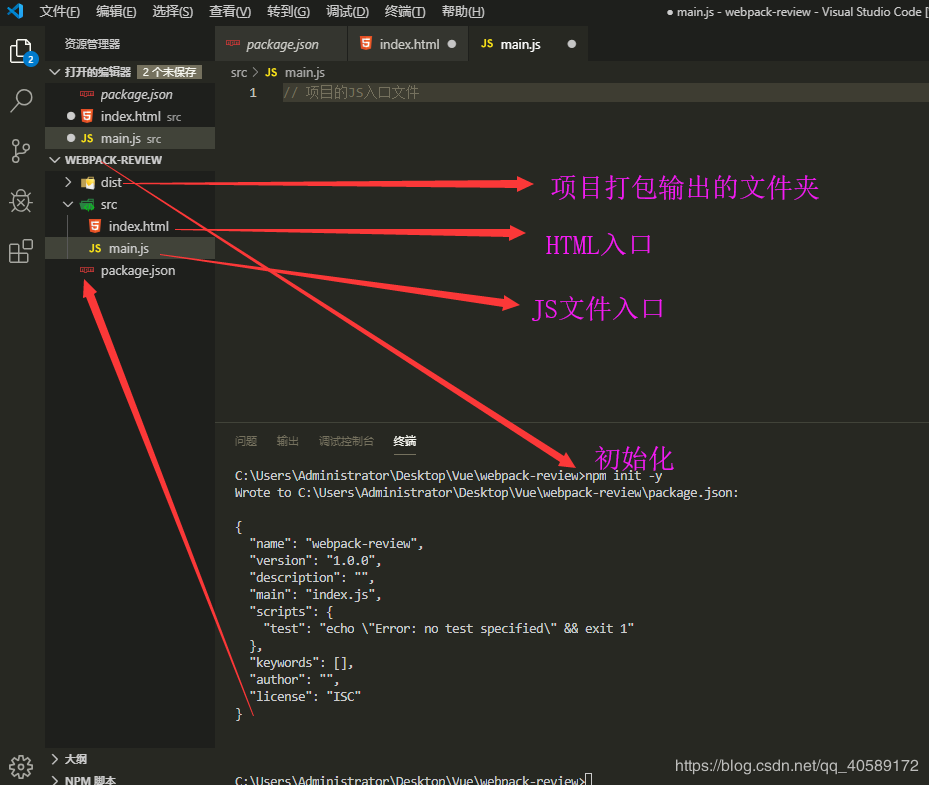 文件(F) 编辑(E) 选择(S) 查看(V) 转到(G) 调试(D) 终端(T) 帮助(H) ● main.js - webpack-review - Visual Studio Code [
资源管理器
package.json index.html ● JS main.js ●
打开的编辑器 2 个未保存
package.json
index.html src
JS main.js src
src > JS main.js
1 // 项目的JS入口文件
WEBPACK-REVIEW
dist
src
index.html
JS main.js
package.json
2
项目打包输出的文件夹
HTML入口
JS文件入口
问题 输出 调试控制台 终端
初始化
C:\Users\Administrator\Desktop\Vue\webpack-review>npm init -y
Wrote to C:\Users\Administrator\Desktop\Vue\webpack-review\package.json:
{
"name": "webpack-review",
"version": "1.0.0",
"description": "",
"main": "index.js",
"scripts": {
"test": "echo \"Error: no test specified\" && exit 1"
},
"keywords": [],
"author": "",
"license": "ISC"
}
C:\Users\Administrator\Desktop\Vue\webpack-review>
大纲
NPM 脚本
https://blog.csdn.net/qq_40589172